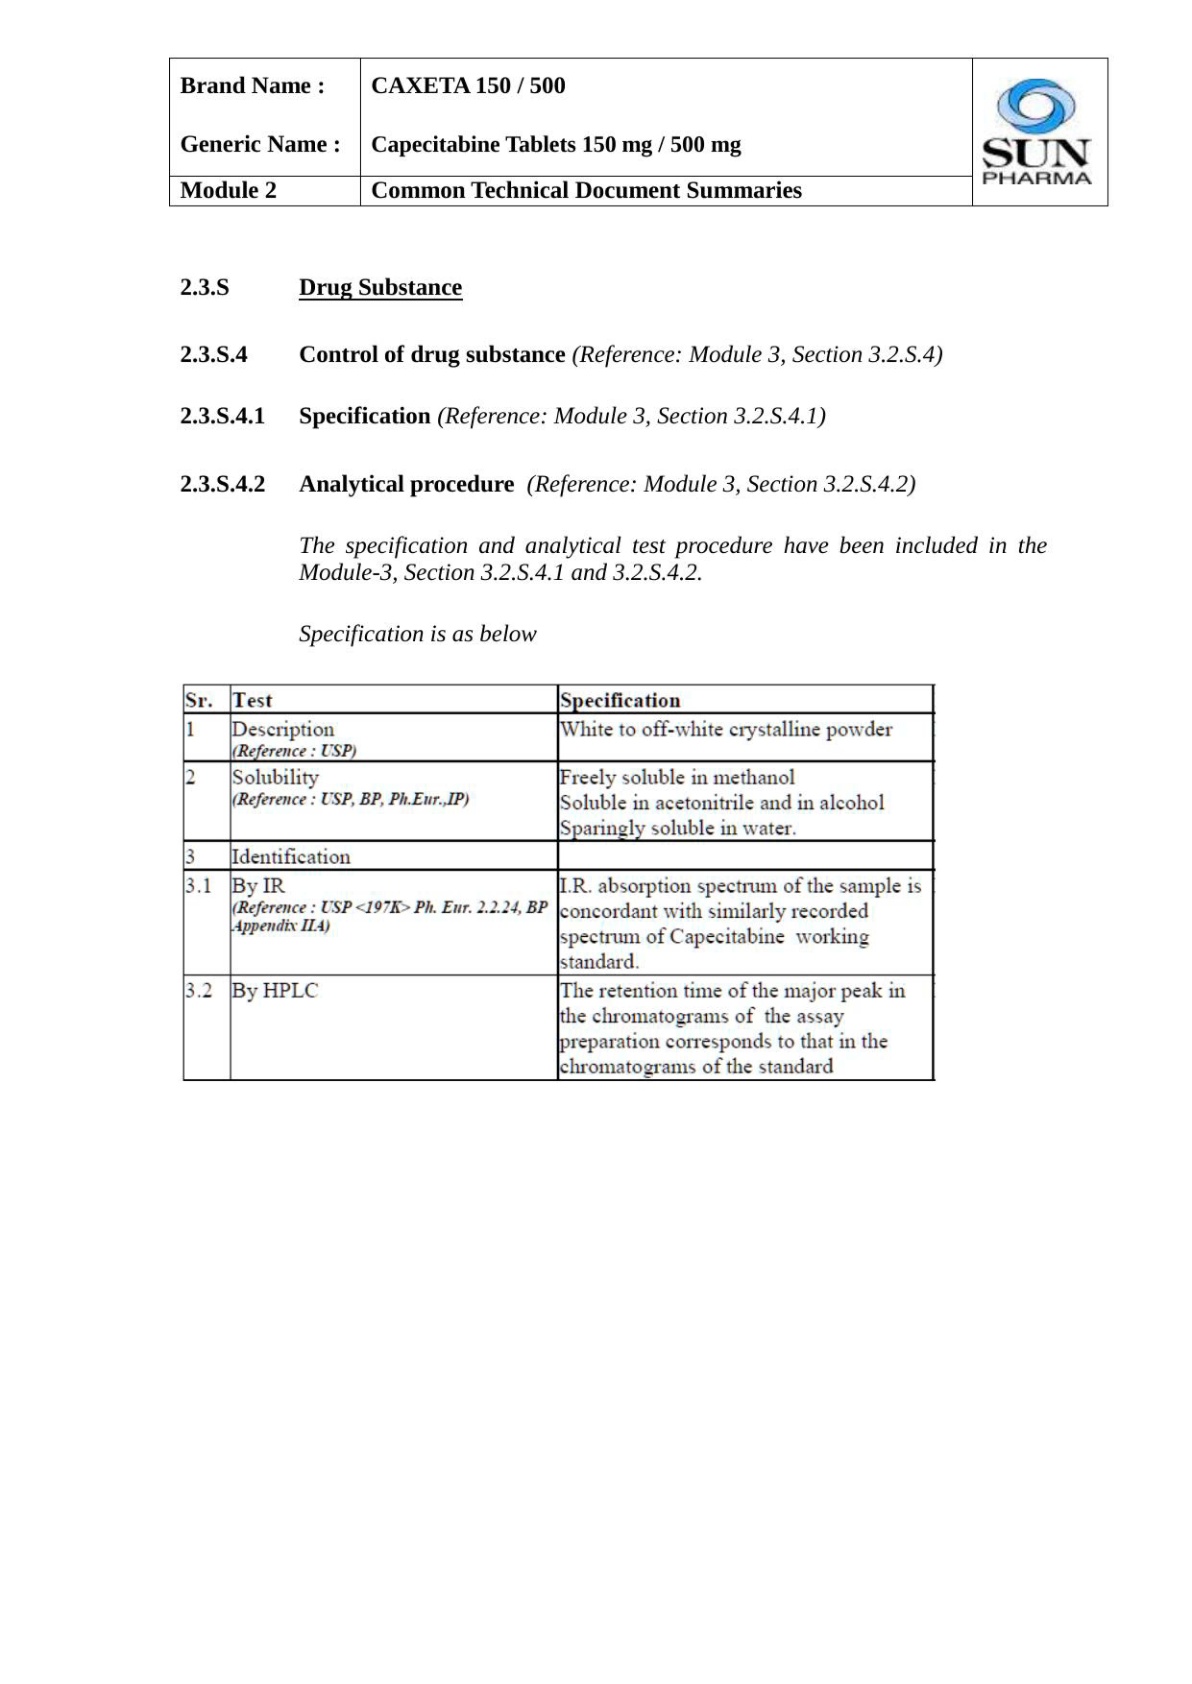 Brand Name : CAXETA 150 / 500
Generic Name : Capecitabine Tablets 150 mg / 500 mg
Module 2 Common Technical Document Summaries
SUN
PHARMA
2.3.S Drug Substance
2.3.S.4 Control of drug substance (Reference: Module 3, Section 3.2.S.4)
2.3.S.4.1 Specification (Reference: Module 3, Section 3.2.S.4.1)
2.3.S.4.2 Analytical procedure (Reference: Module 3, Section 3.2.S.4.2)
The specification and analytical test procedure have been included in the
Module-3, Section 3.2.S.4.1 and 3.2.S.4.2.
Specification is as below
Sr. Test Specification
1 Description White to off-white crystalline powder
(Reference : USP)
2 Solubility Freely soluble in methanol
(Reference : USP, BP, Ph.Eur.,IP) Soluble in acetonitrile and in alcohol
Sparingly soluble in water.
3 Identification
3.1 By IR I.R. absorption spectrum of the sample is
(Reference : USP <197K> Ph. Eur. 2.2.24, BP concordant with similarly recorded
Appendix IIA) spectrum of Capecitabine working
standard.
3.2 By HPLC The retention time of the major peak in
the chromatograms of the assay
preparation corresponds to that in the
chromatograms of the standard